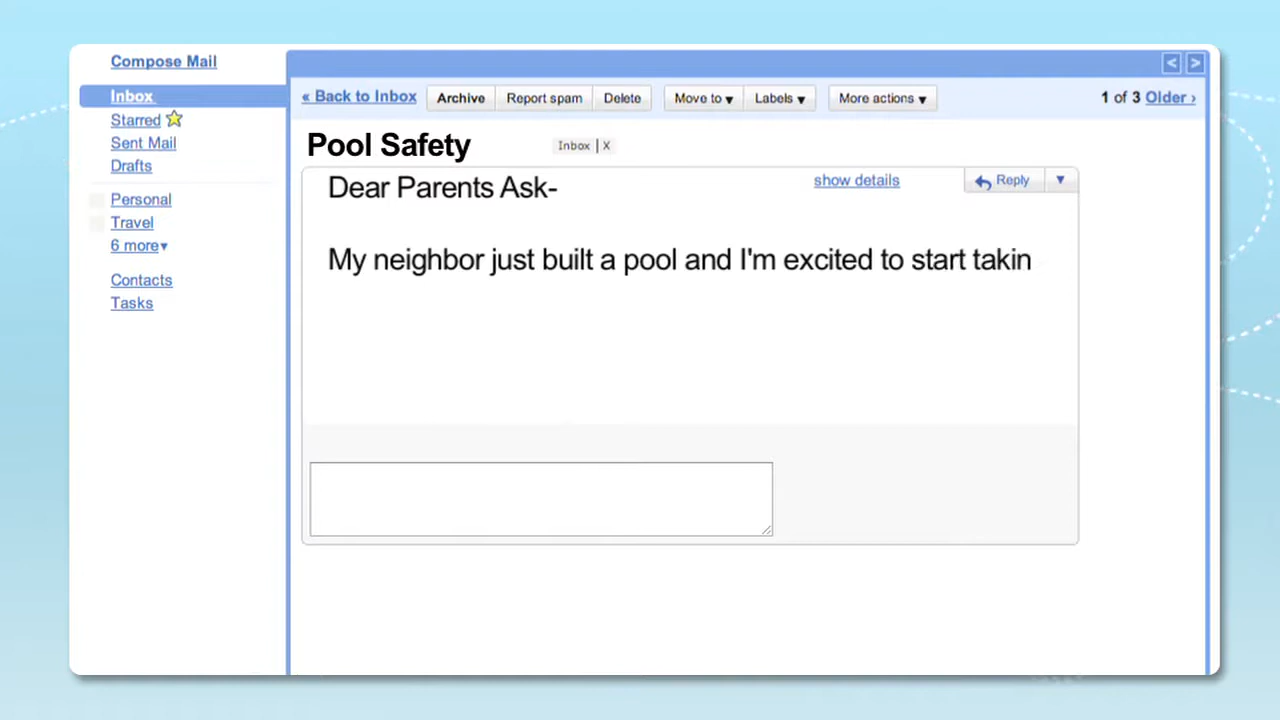 Compose Mail
Inbox
Starred
Sent Mail
Drafts
Personal
Travel
6 more▾
Contacts
Tasks
< >
« Back to Inbox Archive Report spam Delete Move to ▾ Labels ▾ More actions ▾ 1 of 3 Older ›
Pool Safety Inbox | X
Dear Parents Ask- show details Reply ▾
My neighbor just built a pool and I'm excited to start takin